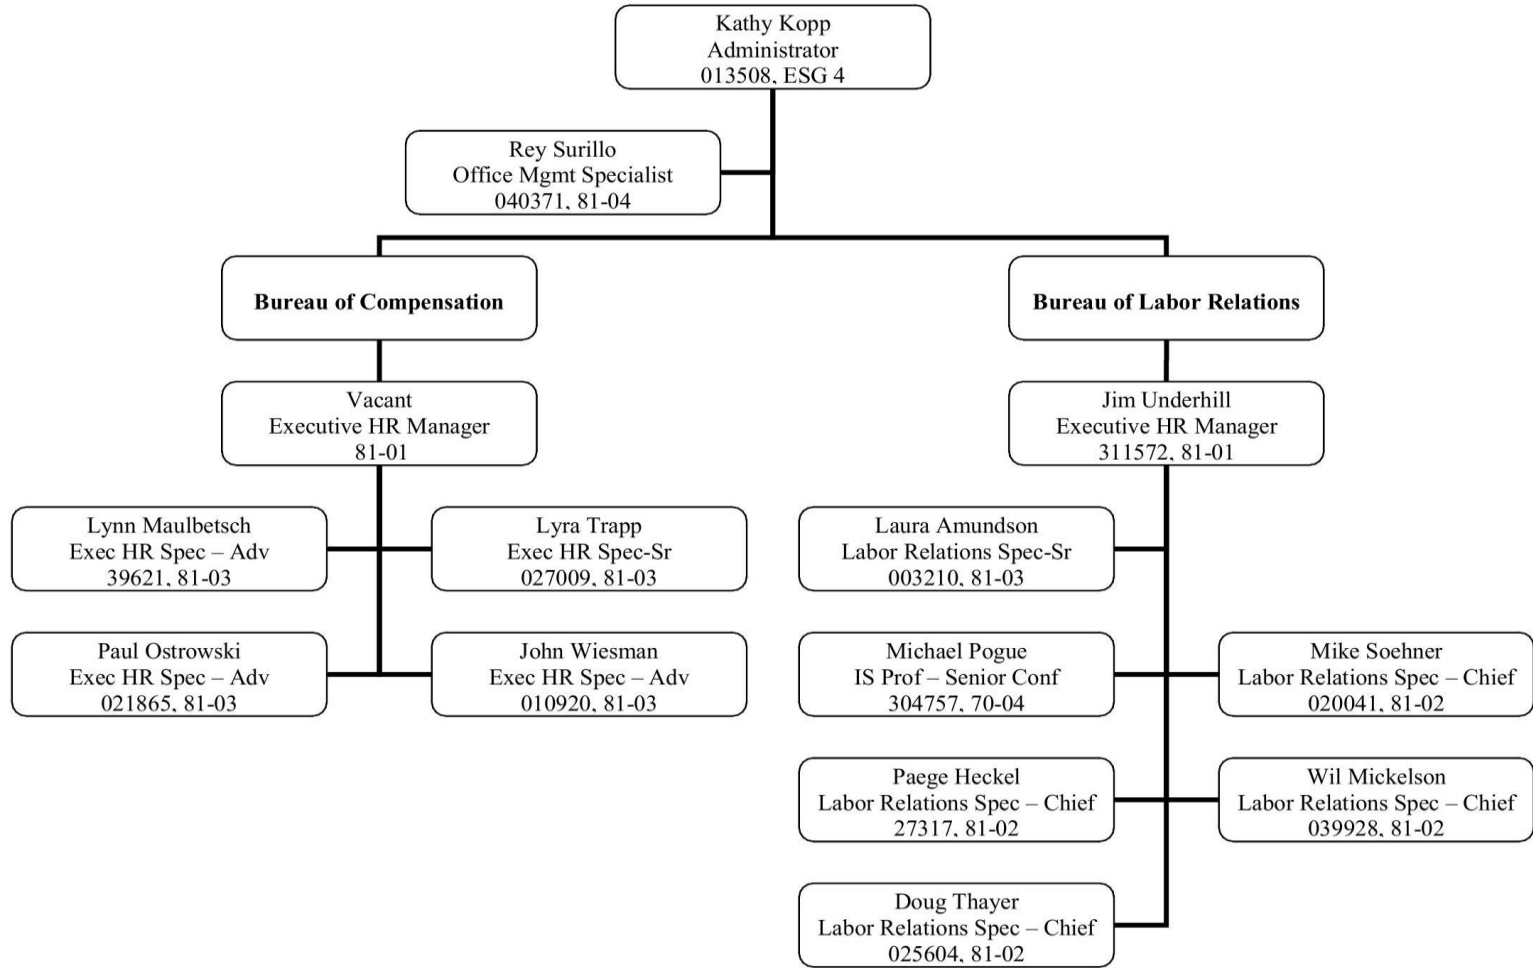 Kathy Kopp
Administrator
013508, ESG 4
Rey Surillo
Office Mgmt Specialist
040371, 81-04
Bureau of Compensation
Bureau of Labor Relations
Vacant
Executive HR Manager
81-01
Jim Underhill
Executive HR Manager
311572, 81-01
Lynn Maulbetsch
Exec HR Spec – Adv
39621, 81-03
Lyra Trapp
Exec HR Spec-Sr
027009, 81-03
Laura Amundson
Labor Relations Spec-Sr
003210, 81-03
Paul Ostrowski
Exec HR Spec – Adv
021865, 81-03
John Wiesman
Exec HR Spec – Adv
010920, 81-03
Michael Pogue
IS Prof – Senior Conf
304757, 70-04
Mike Soehner
Labor Relations Spec – Chief
020041, 81-02
Paege Heckel
Labor Relations Spec – Chief
27317, 81-02
Wil Mickelson
Labor Relations Spec – Chief
039928, 81-02
Doug Thayer
Labor Relations Spec – Chief
025604, 81-02